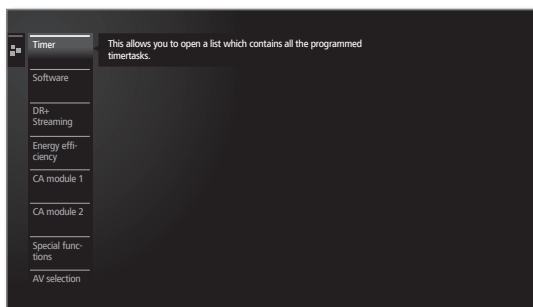 Timer
This allows you to open a list which contains all the programmed
timertasks.
Software
DR+
Streaming
Energy effi-
ciency
CA module 1
CA module 2
Special func-
tions
AV selection